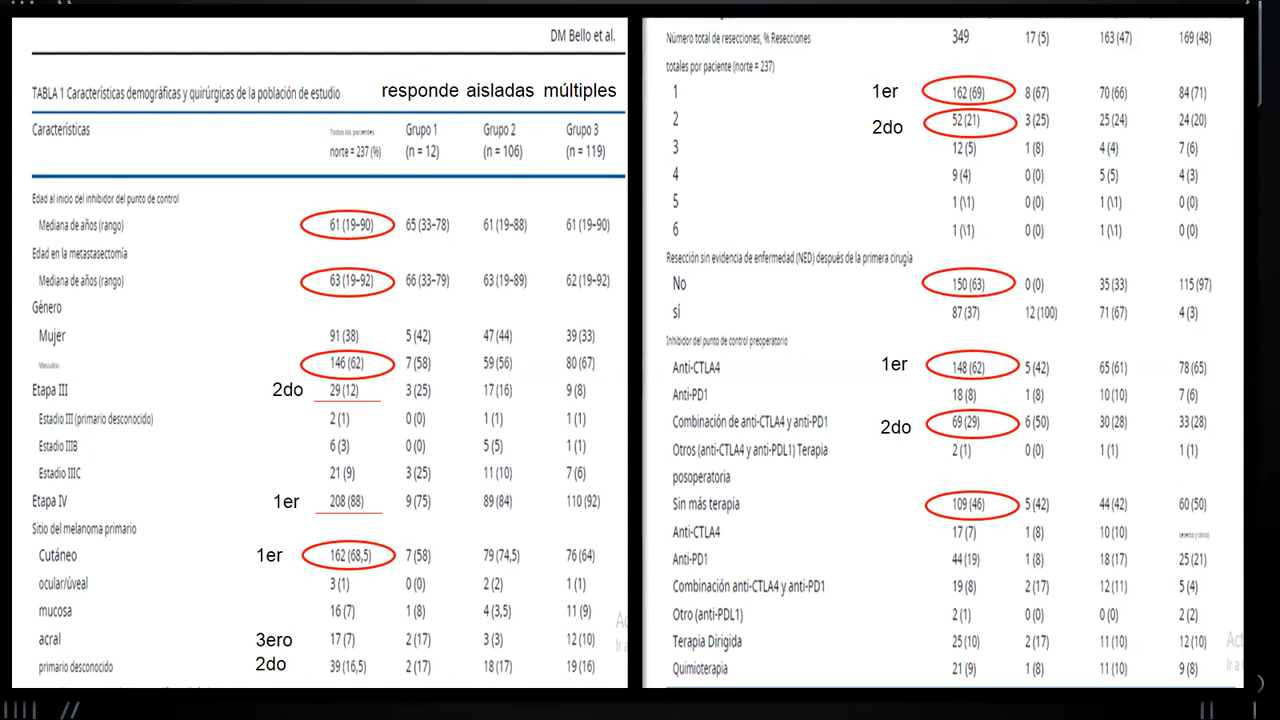 DM Bello et al.
TABLA 1 Características demográficas y quirúrgicas de la población de estudio responde aisladas múltiples
Características Todos los pacientes Grupo 1 Grupo 2 Grupo 3
norte = 237 (%) (n = 12) (n = 106) (n = 119)
Edad al inicio del inhibidor del punto de control
Mediana de años (rango) 61 (19–90) 65 (33–78) 61 (19–88) 61 (19–90)
Edad en la metastasectomía
Mediana de años (rango) 63 (19–92) 66 (33–79) 63 (19–89) 62 (19–92)
Género
Mujer 91 (38) 5 (42) 47 (44) 39 (33)
Masculino 146 (62) 7 (58) 59 (56) 80 (67)
Etapa III 2do 29 (12) 3 (25) 17 (16) 9 (8)
Estadio III (primario desconocido) 2 (1) 0 (0) 1 (1) 1 (1)
Estadio IIIB 6 (3) 0 (0) 5 (5) 1 (1)
Estadio IIIC 21 (9) 3 (25) 11 (10) 7 (6)
Etapa IV 1er 208 (88) 9 (75) 89 (84) 110 (92)
Sitio del melanoma primario
Cutáneo 1er 162 (68,5) 7 (58) 79 (74,5) 76 (64)
ocular/úveal 3 (1) 0 (0) 2 (2) 1 (1)
mucosa 16 (7) 1 (8) 4 (3,5) 11 (9)
acral 3ero 17 (7) 2 (17) 3 (3) 12 (10)
primario desconocido 2do 39 (16,5) 2 (17) 18 (17) 19 (16)
Número total de resecciones, % Resecciones 349 17 (5) 163 (47) 169 (48)
totales por paciente (norte = 237)
1 1er 162 (69) 8 (67) 70 (66) 84 (71)
2 2do 52 (21) 3 (25) 25 (24) 24 (20)
3 12 (5) 1 (8) 4 (4) 7 (6)
4 9 (4) 0 (0) 5 (5) 4 (3)
5 1 (\1) 0 (0) 1 (\1) 0 (0)
6 1 (\1) 0 (0) 1 (\1) 0 (0)
Resección sin evidencia de enfermedad (NED) después de la primera cirugía
No 150 (63) 0 (0) 35 (33) 115 (97)
sí 87 (37) 12 (100) 71 (67) 4 (3)
Inhibidor del punto de control preoperatorio
Anti-CTLA4 1er 148 (62) 5 (42) 65 (61) 78 (65)
Anti-PD1 18 (8) 1 (8) 10 (10) 7 (6)
Combinación de anti-CTLA4 y anti-PD1 2do 69 (29) 6 (50) 30 (28) 33 (28)
Otros (anti-CTLA4 y anti-PDL1) Terapia 2 (1) 0 (0) 1 (1) 1 (1)
posoperatoria
Sin más terapia 109 (46) 5 (42) 44 (42) 60 (50)
Anti-CTLA4 17 (7) 1 (8) 10 (10)
Anti-PD1 44 (19) 1 (8) 18 (17) 25 (21)
Combinación anti-CTLA4 y anti-PD1 19 (8) 2 (17) 12 (11) 5 (4)
Otro (anti-PDL1) 2 (1) 0 (0) 0 (0) 2 (2)
Terapia Dirigida 25 (10) 2 (17) 11 (10) 12 (10)
Quimioterapia 21 (9) 1 (8) 11 (10) 9 (8)